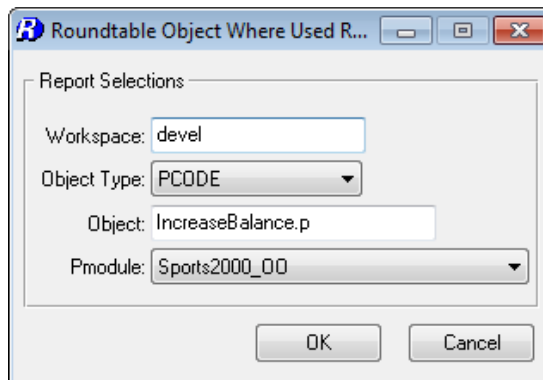 Roundtable Object Where Used R...
Report Selections
Workspace: devel
Object Type: PCODE
Object: IncreaseBalance.p
Pmodule: Sports2000_OO
OK Cancel